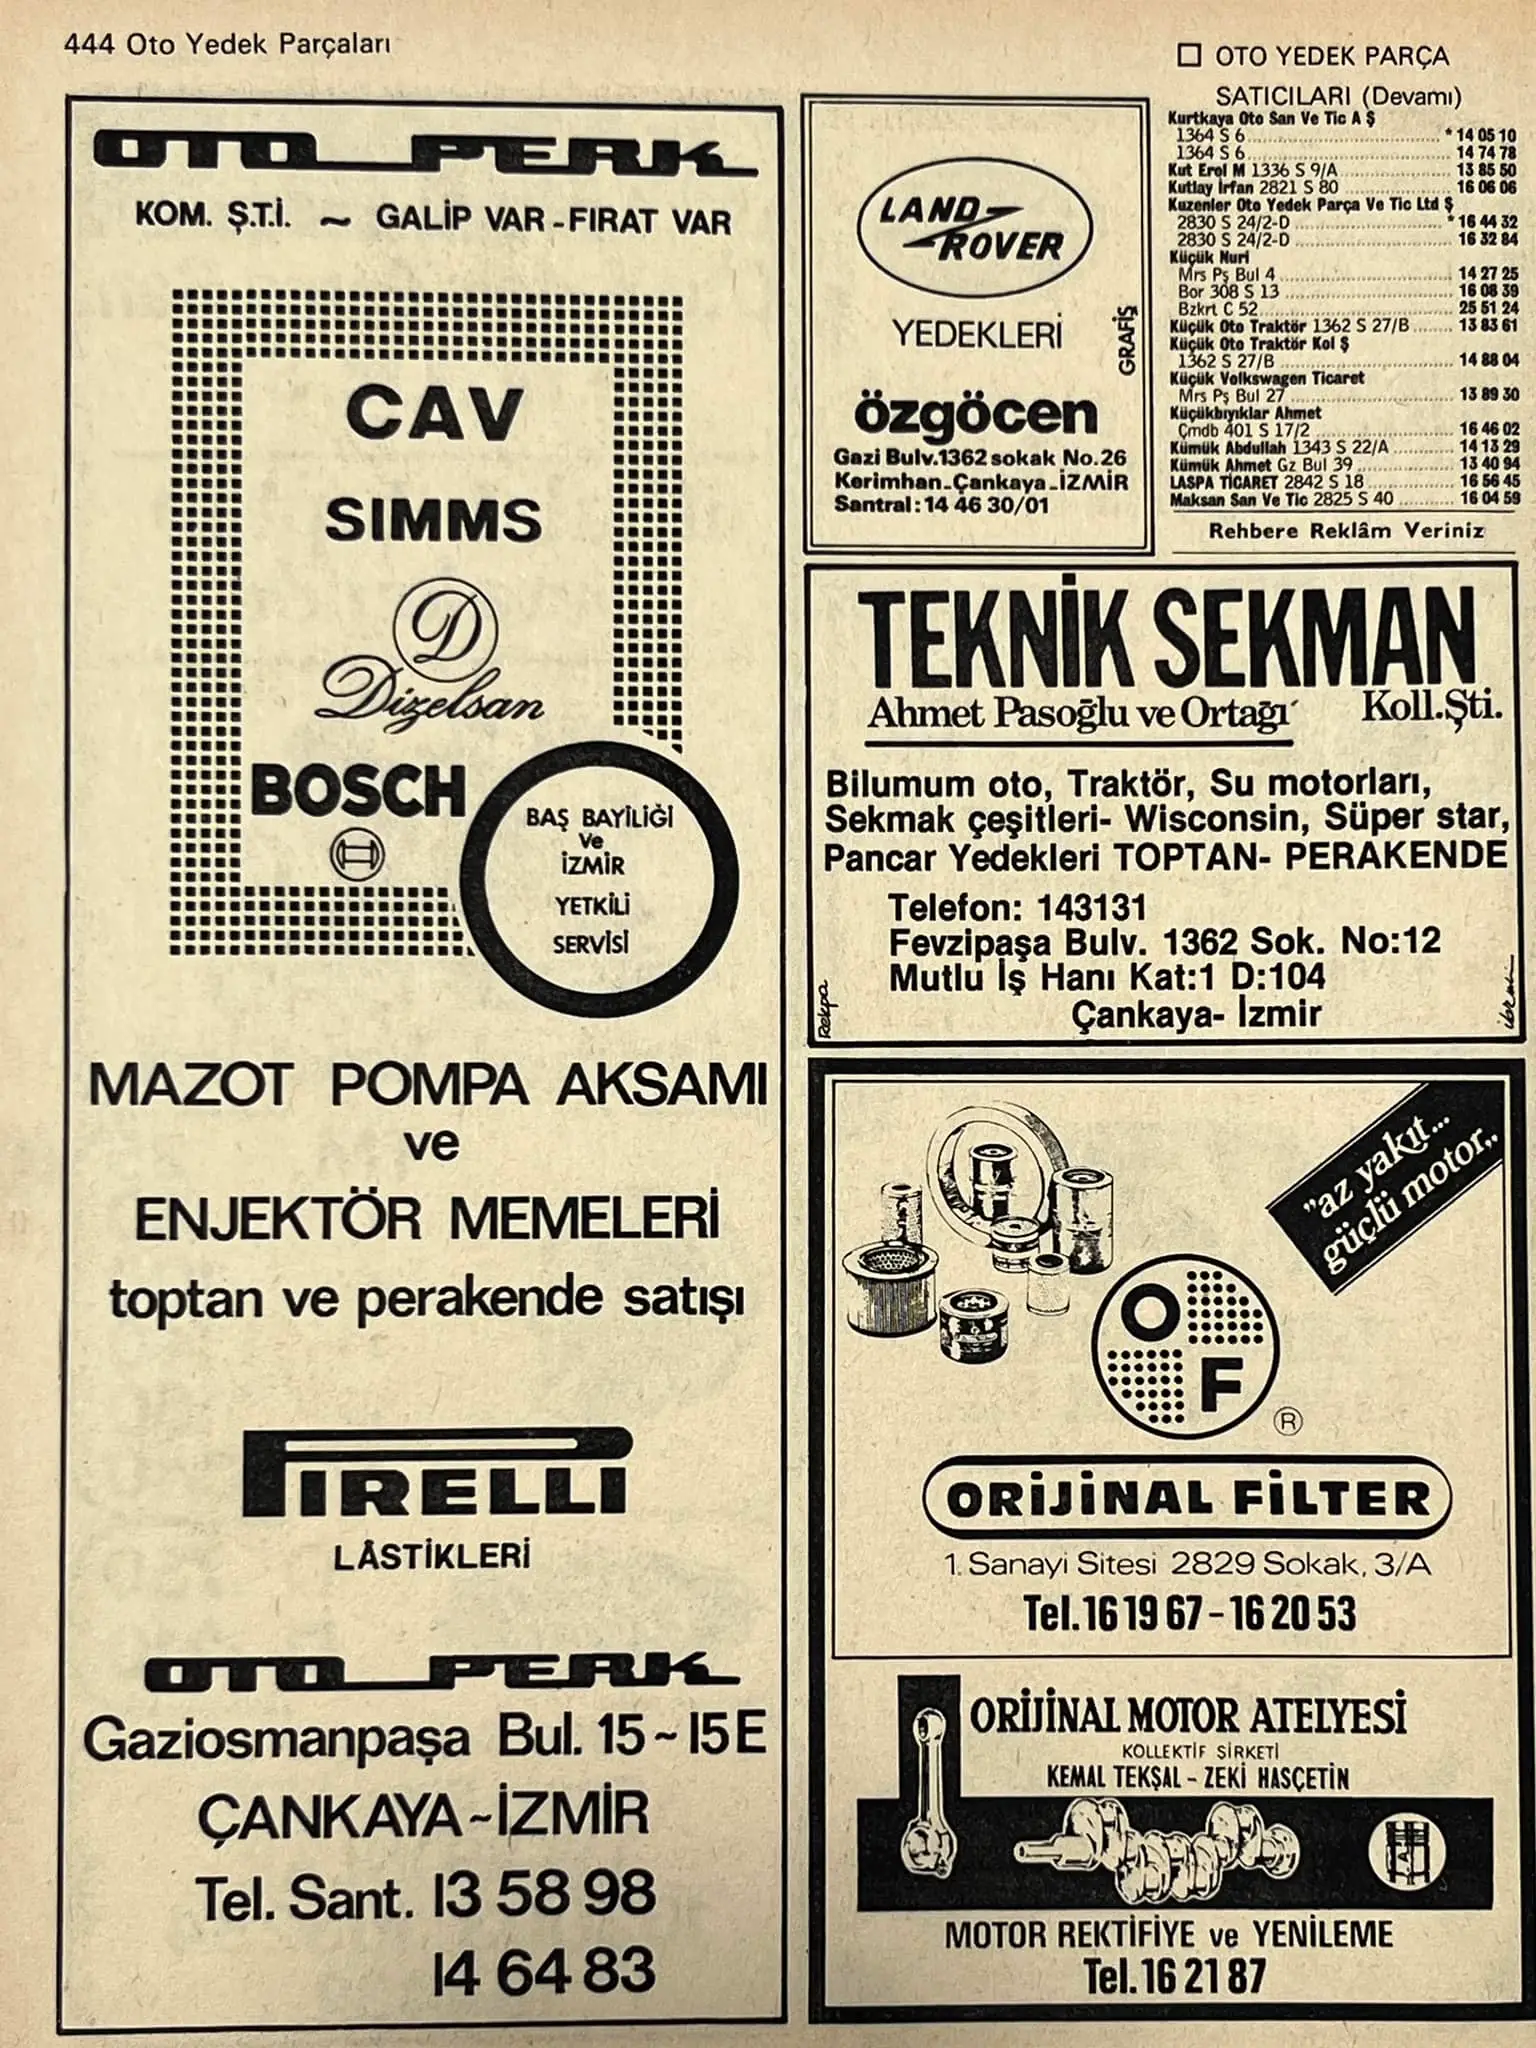 444 Oto Yedek Parçaları
OTO PERK
KOM. Ş.T.İ. ~ GALİP VAR-FIRAT VAR
CAV
SIMMS
D
Dizelsan
BOSCH
BAŞ BAYİLİĞİ
ve
İZMİR
YETKİLİ
SERVİSİ
MAZOT POMPA AKSAMI
ve
ENJEKTÖR MEMELERİ
toptan ve perakende satışı
PIRELLI
LÂSTİKLERİ
OTO PERK
Gaziosmanpaşa Bul. 15~15E
ÇANKAYA~İZMİR
Tel. Sant. 13 58 98
14 64 83
LAND
ROVER
YEDEKLERİ
GRAFİŞ
özgöcen
Gazi Bulv.1362 sokak No.26
Kerimhan-Çankaya-İZMİR
Santral: 14 46 30/01
☐ OTO YEDEK PARÇA
SATICILARI (Devamı)
Kurtkaya Oto San Ve Tic A Ş
1364 S 6 *14 05 10
1364 S 6 14 74 78
Kut Erol M 1336 S 9/A 13 85 50
Kutlay İrfan 2821 S 80 16 06 06
Kuzenler Oto Yedek Parça Ve Tic Ltd Ş
2830 S 24/2-D *16 44 32
2830 S 24/2-D 16 32 84
Küçük Nuri
Mrs Pş Bul 4 14 27 25
Bor 308 S 13 16 08 39
Bzkrt C 52 25 51 24
Küçük Oto Traktör 1362 S 27/B 13 83 61
Küçük Oto Traktör Kol Ş
1362 S 27/B 14 88 04
Küçük Volkswagen Ticaret
Mrs Pş Bul 27 13 89 30
Küçükbıyıklar Ahmet
Çmdb 401 S 17/2 16 46 02
Kümük Abdullah 1343 S 22/A 14 13 29
Kümük Ahmet Gz Bul 39 13 40 94
LASPA TİCARET 2842 S 18 16 56 45
Maksan San Ve Tic 2825 S 40 16 04 59
Rehbere Reklâm Veriniz
TEKNİK SEKMAN
Ahmet Pasoğlu ve Ortağı Koll.Şti.
Bilumum oto, Traktör, Su motorları,
Sekmak çeşitleri- Wisconsin, Süper star,
Pancar Yedekleri TOPTAN- PERAKENDE
Telefon: 143131
Fevzipaşa Bulv. 1362 Sok. No:12
Mutlu İş Hanı Kat:1 D:104
Çankaya- İzmir
Rekpa
"az yakıt...
güçlü motor,,
O
F
®
ORİJİNAL FİLTER
1. Sanayi Sitesi 2829 Sokak, 3/A
Tel. 16 19 67 - 16 20 53
ORİJİNAL MOTOR ATELYESİ
KOLLEKTİF ŞİRKETİ
KEMAL TEKŞAL - ZEKİ HASÇETİN
MOTOR REKTİFİYE ve YENİLEME
Tel. 16 21 87